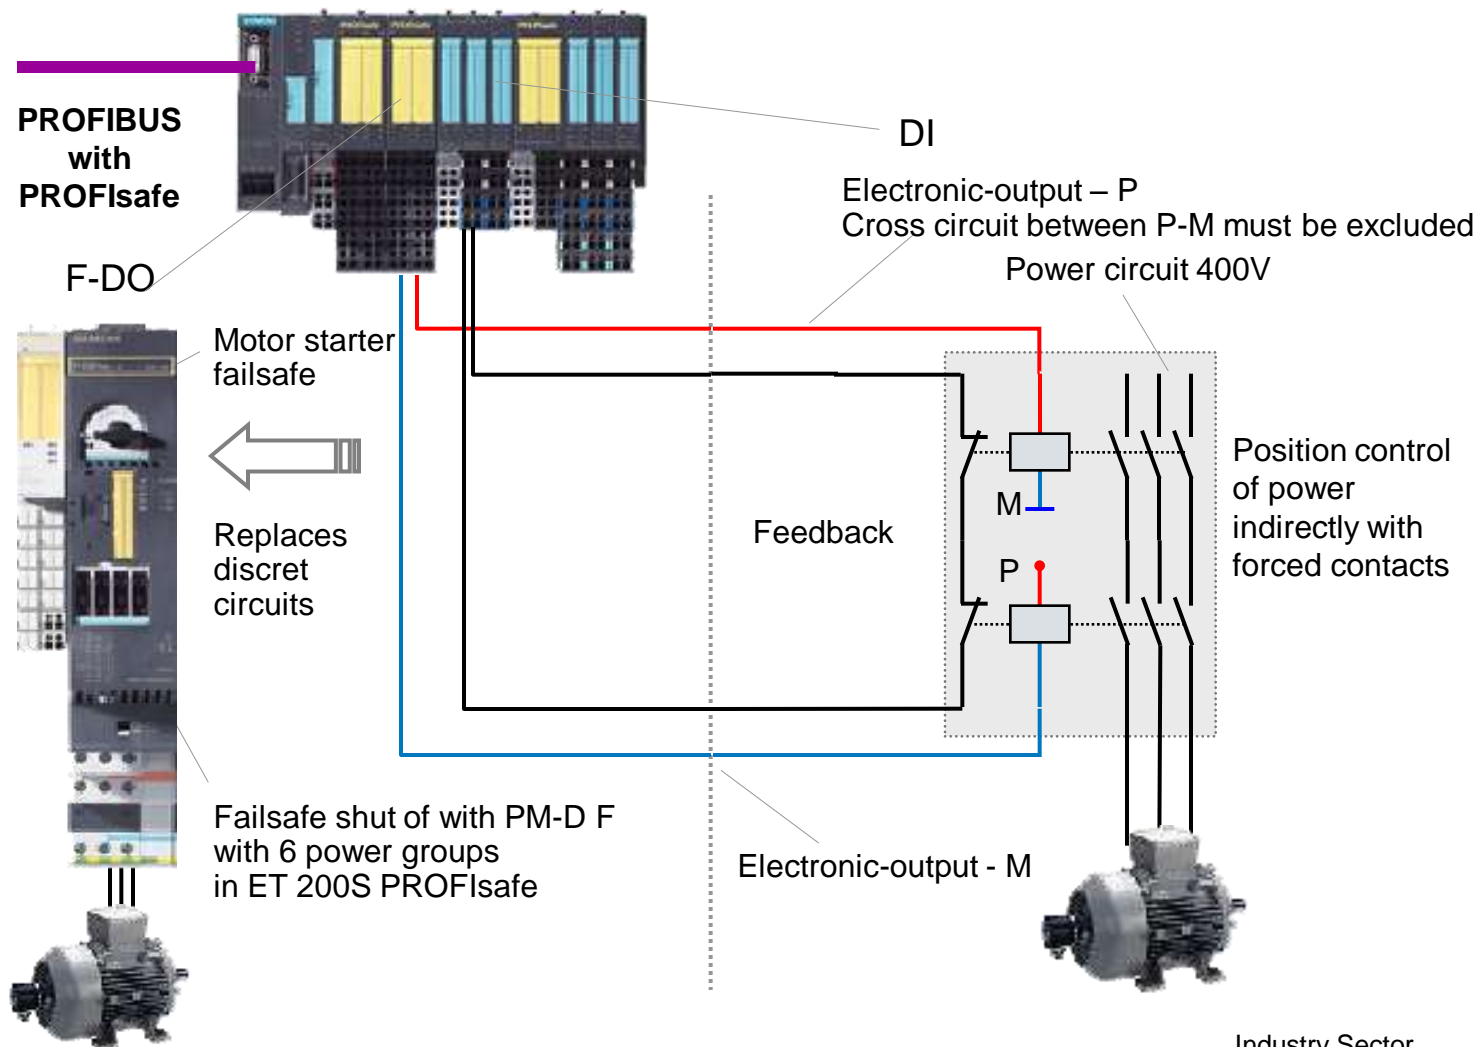 SIEMENS
PROFIBUS
with
PROFIsafe
DI
Electronic-output – P
Cross circuit between P-M must be excluded
Power circuit 400V
F-DO
Motor starter
failsafe
Replaces
discret
circuits
Feedback
M
P
Position control
of power
indirectly with
forced contacts
Failsafe shut of with PM-D F
with 6 power groups
in ET 200S PROFIsafe
Electronic-output - M
Industry Sector